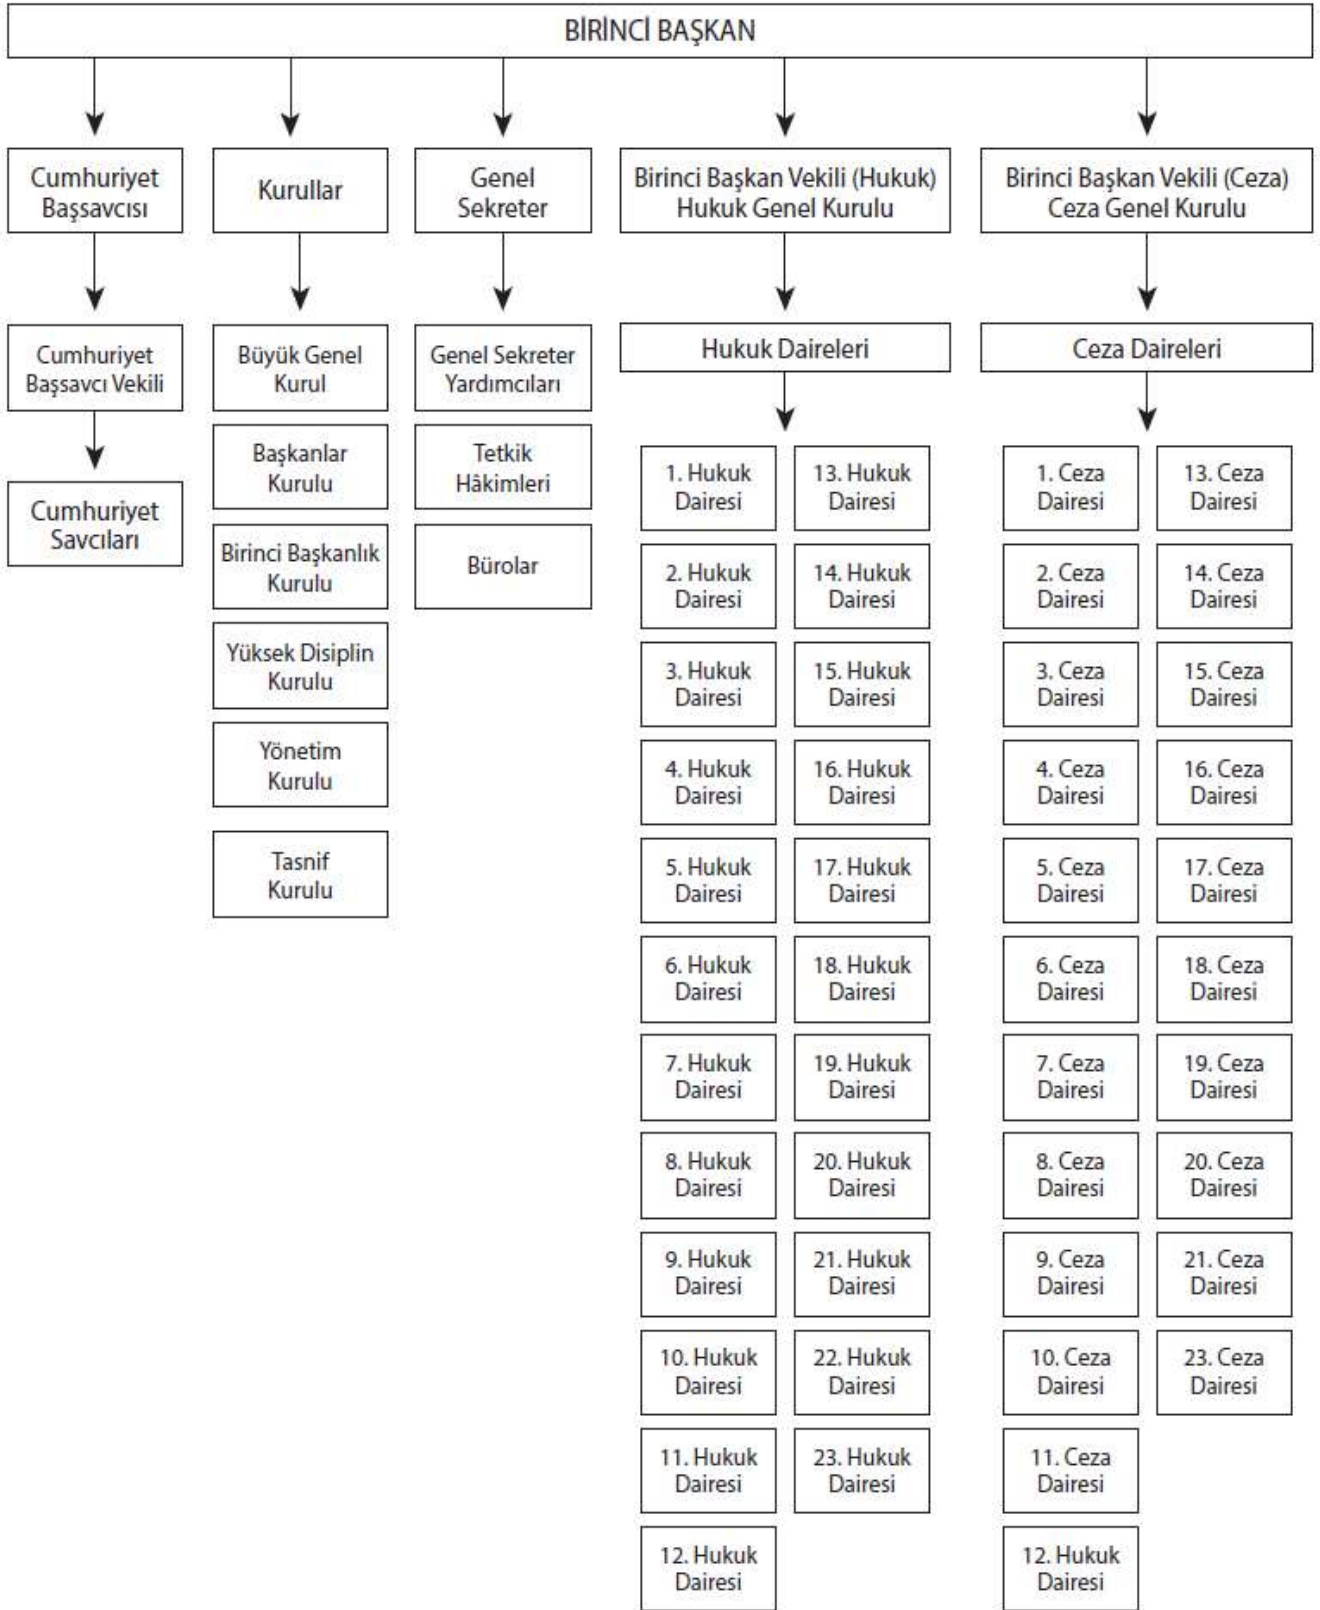 BİRİNCİ BAŞKAN
Cumhuriyet
Başsavcısı
Kurullar
Genel
Sekreter
Birinci Başkan Vekili (Hukuk)
Hukuk Genel Kurulu
Birinci Başkan Vekili (Ceza)
Ceza Genel Kurulu
Cumhuriyet
Başsavcı Vekili
Cumhuriyet
Savcıları
Büyük Genel
Kurul
Başkanlar
Kurulu
Birinci Başkanlık
Kurulu
Yüksek Disiplin
Kurulu
Yönetim
Kurulu
Tasnif
Kurulu
Genel Sekreter
Yardımcıları
Tetkik
Hâkimleri
Bürolar
Hukuk Daireleri
1. Hukuk
Dairesi
2. Hukuk
Dairesi
3. Hukuk
Dairesi
4. Hukuk
Dairesi
5. Hukuk
Dairesi
6. Hukuk
Dairesi
7. Hukuk
Dairesi
8. Hukuk
Dairesi
9. Hukuk
Dairesi
10. Hukuk
Dairesi
11. Hukuk
Dairesi
12. Hukuk
Dairesi
13. Hukuk
Dairesi
14. Hukuk
Dairesi
15. Hukuk
Dairesi
16. Hukuk
Dairesi
17. Hukuk
Dairesi
18. Hukuk
Dairesi
19. Hukuk
Dairesi
20. Hukuk
Dairesi
21. Hukuk
Dairesi
22. Hukuk
Dairesi
23. Hukuk
Dairesi
Ceza Daireleri
1. Ceza
Dairesi
2. Ceza
Dairesi
3. Ceza
Dairesi
4. Ceza
Dairesi
5. Ceza
Dairesi
6. Ceza
Dairesi
7. Ceza
Dairesi
8. Ceza
Dairesi
9. Ceza
Dairesi
10. Ceza
Dairesi
11. Ceza
Dairesi
12. Hukuk
Dairesi
13. Ceza
Dairesi
14. Ceza
Dairesi
15. Ceza
Dairesi
16. Ceza
Dairesi
17. Ceza
Dairesi
18. Ceza
Dairesi
19. Ceza
Dairesi
20. Ceza
Dairesi
21. Ceza
Dairesi
23. Ceza
Dairesi